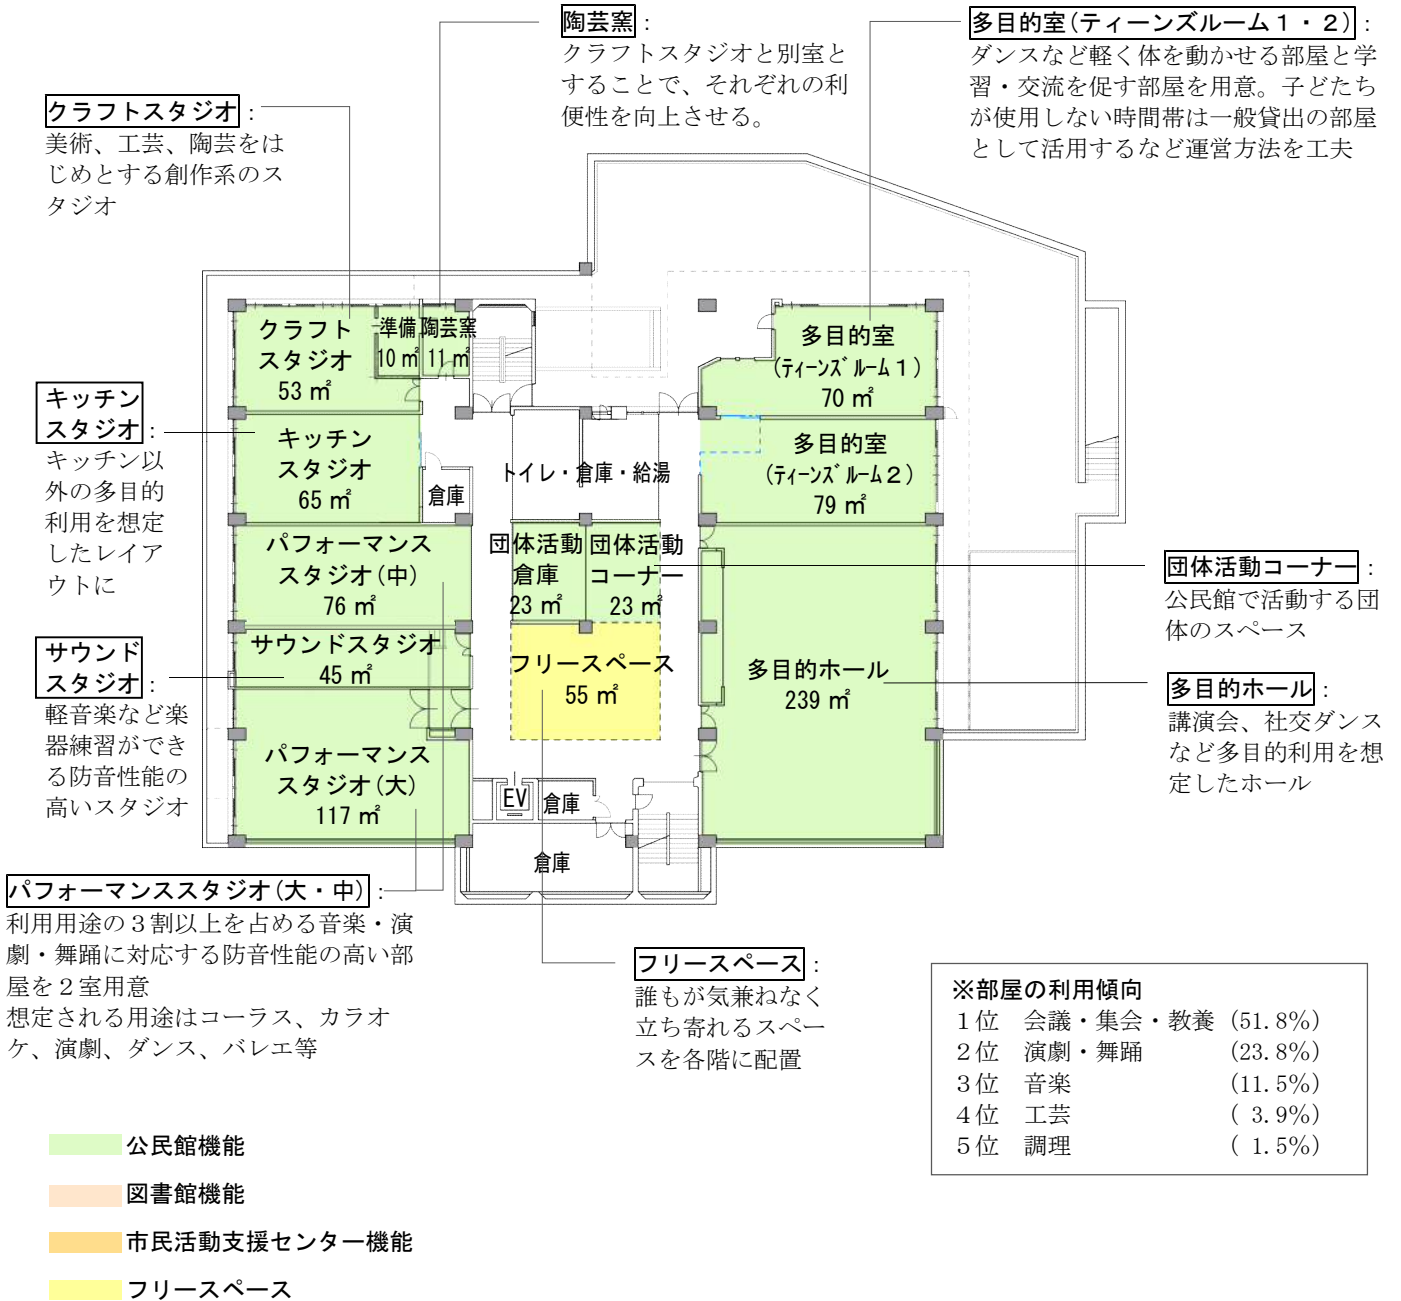 陶芸窯：
クラフトスタジオと別室と
することで、それぞれの利
便性を向上させる。
多目的室(ティーンズルーム１・２)：
ダンスなど軽く体を動かせる部屋と学
習・交流を促す部屋を用意。子どたち
が使用しない時間帯は一般貸出の部屋
として活用するなど運営方法を工夫
クラフトスタジオ：
美術、工芸、陶芸をは
じめとする創作系のス
タジオ
キッチン
スタジオ：
キッチン以
外の多目的
利用を想定
したレイア
ウトに
サウンド
スタジオ：
軽音楽など楽
器練習ができ
る防音性能の
高いスタジオ
クラフト
スタジオ
53 ㎡
準備
10 ㎡
陶芸窯
11 ㎡
多目的室
(ティーンズルーム１)
70 ㎡
キッチン
スタジオ
65 ㎡
倉庫
トイレ・倉庫・給湯
多目的室
(ティーンズルーム２)
79 ㎡
パフォーマンス
スタジオ(中)
76 ㎡
団体活動
倉庫
23 ㎡
団体活動
コーナー
23 ㎡
サウンドスタジオ
45 ㎡
フリースペース
55 ㎡
多目的ホール
239 ㎡
パフォーマンス
スタジオ(大)
117 ㎡
EV
倉庫
倉庫
団体活動コーナー：
公民館で活動する団
体のスペース
多目的ホール：
講演会、社交ダンス
など多目的利用を想
定したホール
パフォーマンススタジオ(大・中)：
利用用途の３割以上を占める音楽・演
劇・舞踊に対応する防音性能の高い部
屋を２室用意
想定される用途はコーラス、カラオ
ケ、演劇、ダンス、バレエ等
フリースペース：
誰もが気兼ねなく
立ち寄れるスペー
スを各階に配置
※部屋の利用傾向
１位　会議・集会・教養 (51.8%)
２位　演劇・舞踊 (23.8%)
３位　音楽 (11.5%)
４位　工芸 ( 3.9%)
５位　調理 ( 1.5%)
公民館機能
図書館機能
市民活動支援センター機能
フリースペース